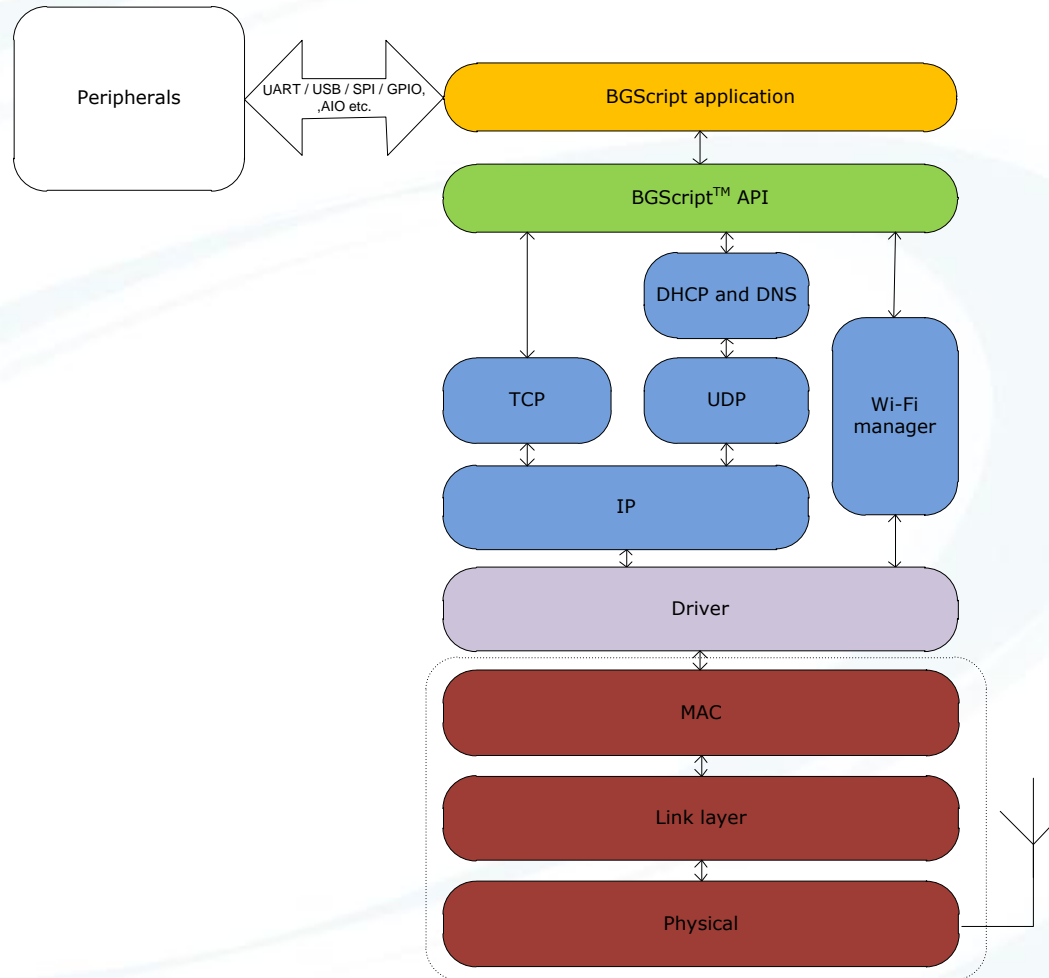 Peripherals
UART / USB / SPI / GPIO,
,AIO etc.
BGScript application
BGScript™ API
DHCP and DNS
TCP
UDP
Wi-Fi
manager
IP
Driver
MAC
Link layer
Physical